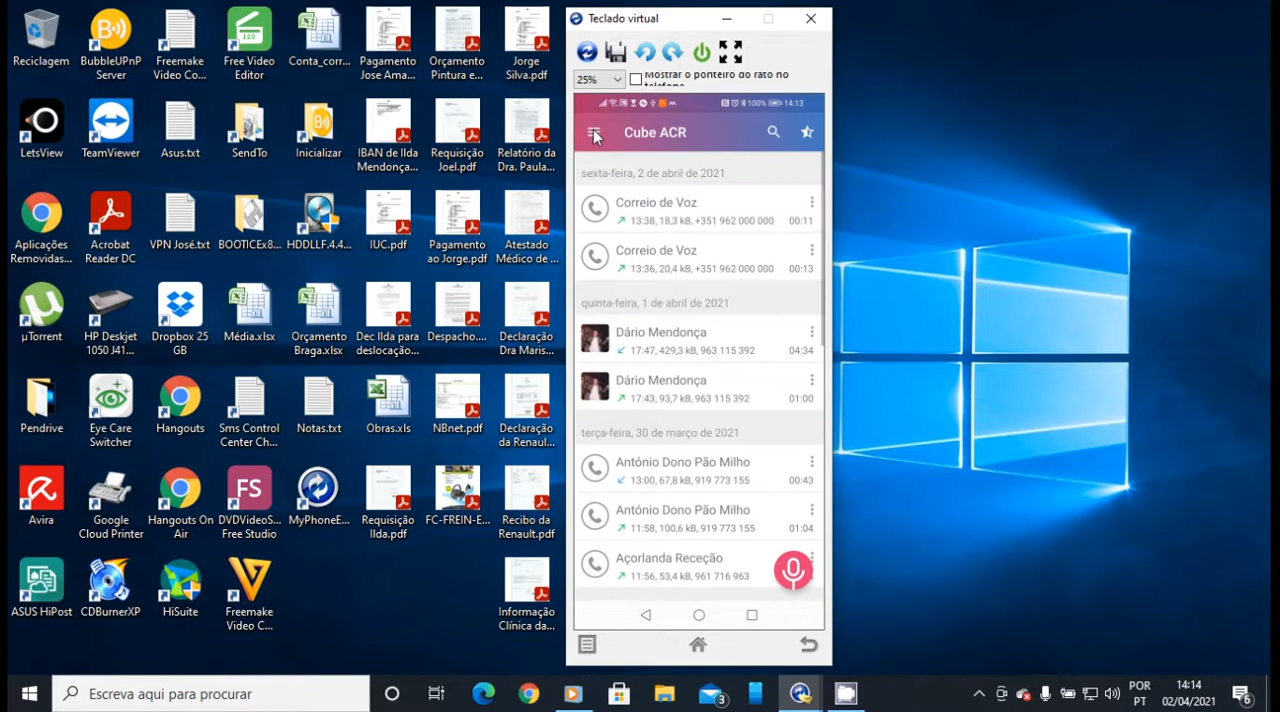 Reciclagem
BubbleUPnP
Server
Freemake
Video Co...
Free Video
Editor
Conta_corr...
Pagamento
Jose Ama...
Orçamento
Pintura e...
Jorge
Silva.pdf
LetsView
TeamViewer
Asus.txt
SendTo
Inicializar
IBAN de Ilda
Mendonça...
Requisição
Joel.pdf
Relatório da
Dra. Paula...
Aplicações
Removidas...
Acrobat
Reader DC
VPN José.txt
BOOTICEx8...
HDDLLF.4.4...
IUC.pdf
Pagamento
ao Jorge.pdf
Atestado
Médico de ...
µTorrent
HP Deskjet
1050 J41...
Dropbox 25
GB
Média.xlsx
Orçamento
Braga.xlsx
Dec Ilda para
deslocação...
Despacho....
Declaração
Dra Maris...
Pendrive
Eye Care
Switcher
Hangouts
Sms Control
Center Ch...
Notas.txt
Obras.xls
NBnet.pdf
Declaração
da Renaul...
Avira
Google
Cloud Printer
Hangouts On
Air
DVDVideoS...
Free Studio
MyPhoneE...
Requisição
Ilda.pdf
FC-FREIN-E...
Recibo da
Renault.pdf
ASUS HiPost
CDBurnerXP
HiSuite
Freemake
Video C...
Informação
Clínica da...
Teclado virtual
25%
Mostrar o ponteiro do rato no
telefone
100% 14:13
Cube ACR
sexta-feira, 2 de abril de 2021
Correio de Voz
13:38, 18,3 kB, +351 962 000 000 00:11
Correio de Voz
13:36, 20,4 kB, +351 962 000 000 00:13
quinta-feira, 1 de abril de 2021
Dário Mendonça
17:47, 429,3 kB, 963 115 392 04:34
Dário Mendonça
17:43, 93,7 kB, 963 115 392 01:00
terça-feira, 30 de março de 2021
António Dono Pão Milho
13:00, 67,8 kB, 919 773 155 00:43
António Dono Pão Milho
11:58, 100,6 kB, 919 773 155 01:04
Açorlanda Receção
11:56, 53,4 kB, 961 716 963
Escreva aqui para procurar
3
POR
PT
14:14
02/04/2021
6